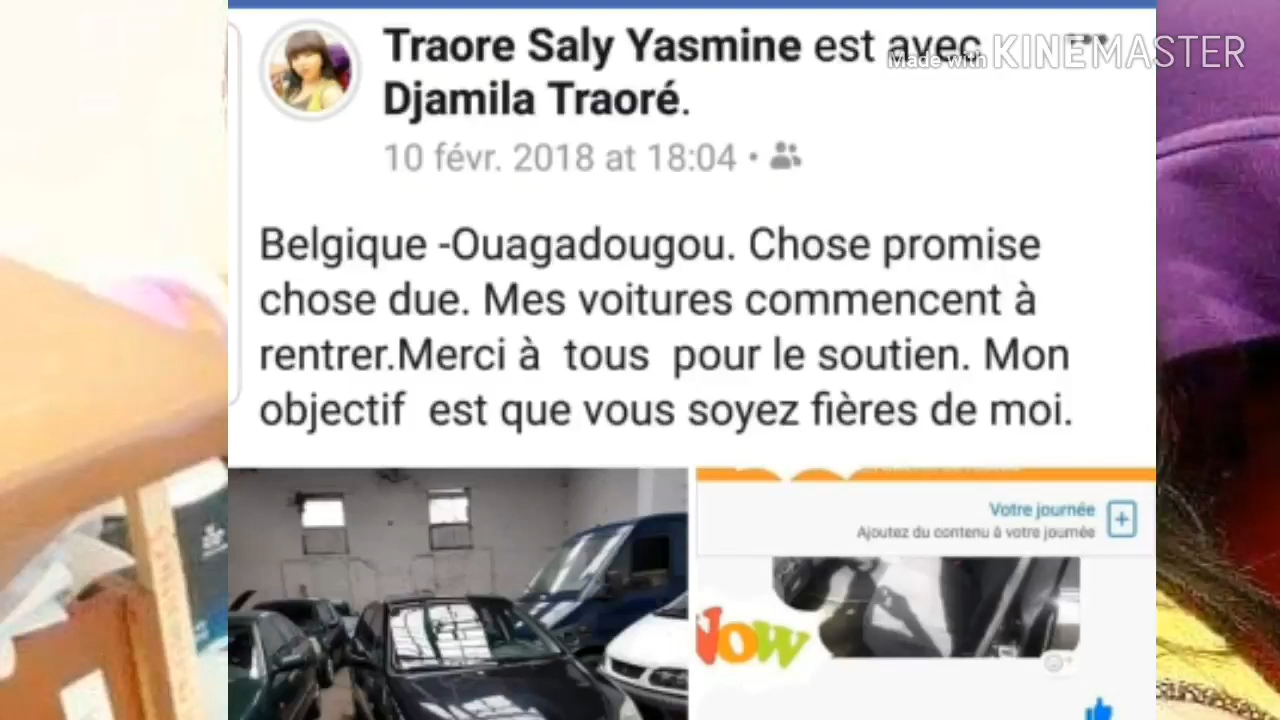 Traore Saly Yasmine est avec
Made with KINEMASTER
Djamila Traoré.
10 févr. 2018 at 18:04 •
Belgique -Ouagadougou. Chose promise
chose due. Mes voitures commencent à
rentrer.Merci à tous pour le soutien. Mon
objectif est que vous soyez fières de moi.
Votre journée
Ajoutez du contenu à votre journée
NOW